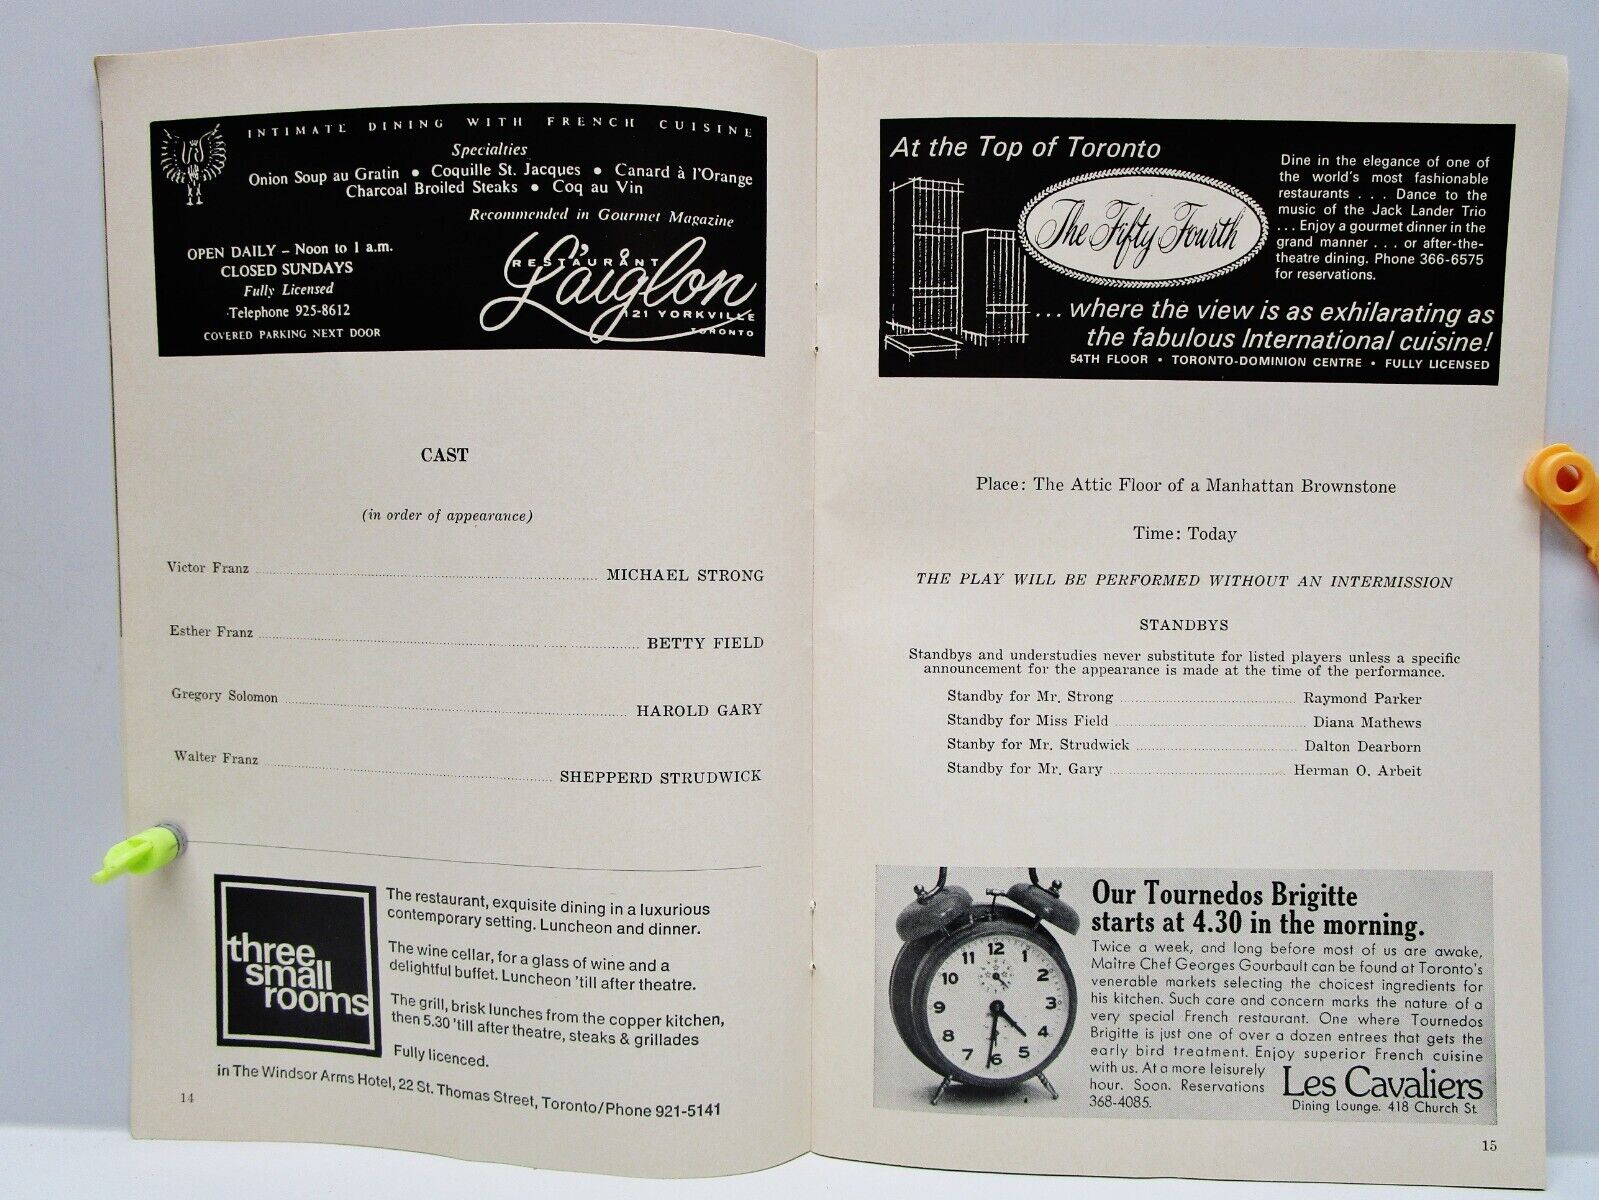 INTIMATE DINING WITH FRENCH CUISINE
Specialties
Onion Soup au Gratin • Coquille St. Jacques • Canard à l'Orange
Charcoal Broiled Steaks • Coq au Vin
Recommended in Gourmet Magazine
OPEN DAILY – Noon to 1 a.m.
CLOSED SUNDAYS
Fully Licensed
Telephone 925-8612
COVERED PARKING NEXT DOOR
RESTAURANT
L'aiglon
121 YORKVILLE
TORONTO
CAST
(in order of appearance)
Victor Franz ........ MICHAEL STRONG
Esther Franz ........ BETTY FIELD
Gregory Solomon ........ HAROLD GARY
Walter Franz ........ SHEPPERD STRUDWICK
three
small
rooms
The restaurant, exquisite dining in a luxurious
contemporary setting. Luncheon and dinner.
The wine cellar, for a glass of wine and a
delightful buffet. Luncheon 'till after theatre.
The grill, brisk lunches from the copper kitchen,
then 5.30 'till after theatre, steaks & grillades
Fully licenced.
in The Windsor Arms Hotel, 22 St. Thomas Street, Toronto/Phone 921-5141
14
At the Top of Toronto
The Fifty Fourth
Dine in the elegance of one of
the world's most fashionable
restaurants . . . Dance to the
music of the Jack Lander Trio
. . . Enjoy a gourmet dinner in the
grand manner . . . or after-the-
theatre dining. Phone 366-6575
for reservations.
. . . where the view is as exhilarating as
the fabulous International cuisine!
54TH FLOOR • TORONTO-DOMINION CENTRE • FULLY LICENSED
Place: The Attic Floor of a Manhattan Brownstone
Time: Today
THE PLAY WILL BE PERFORMED WITHOUT AN INTERMISSION
STANDBYS
Standbys and understudies never substitute for listed players unless a specific
announcement for the appearance is made at the time of the performance.
Standby for Mr. Strong ........ Raymond Parker
Standby for Miss Field ........ Diana Mathews
Stanby for Mr. Strudwick ........ Dalton Dearborn
Standby for Mr. Gary ........ Herman O. Arbeit
12
1
2
3
4
5
6
7
8
9
10
11
Our Tournedos Brigitte
starts at 4.30 in the morning.
Twice a week, and long before most of us are awake,
Maître Chef Georges Gourbault can be found at Toronto's
venerable markets selecting the choicest ingredients for
his kitchen. Such care and concern marks the nature of a
very special French restaurant. One where Tournedos
Brigitte is just one of over a dozen entrees that gets the
early bird treatment. Enjoy superior French cuisine
with us. At a more leisurely
hour. Soon. Reservations
368-4085.
Les Cavaliers
Dining Lounge. 418 Church St.
15